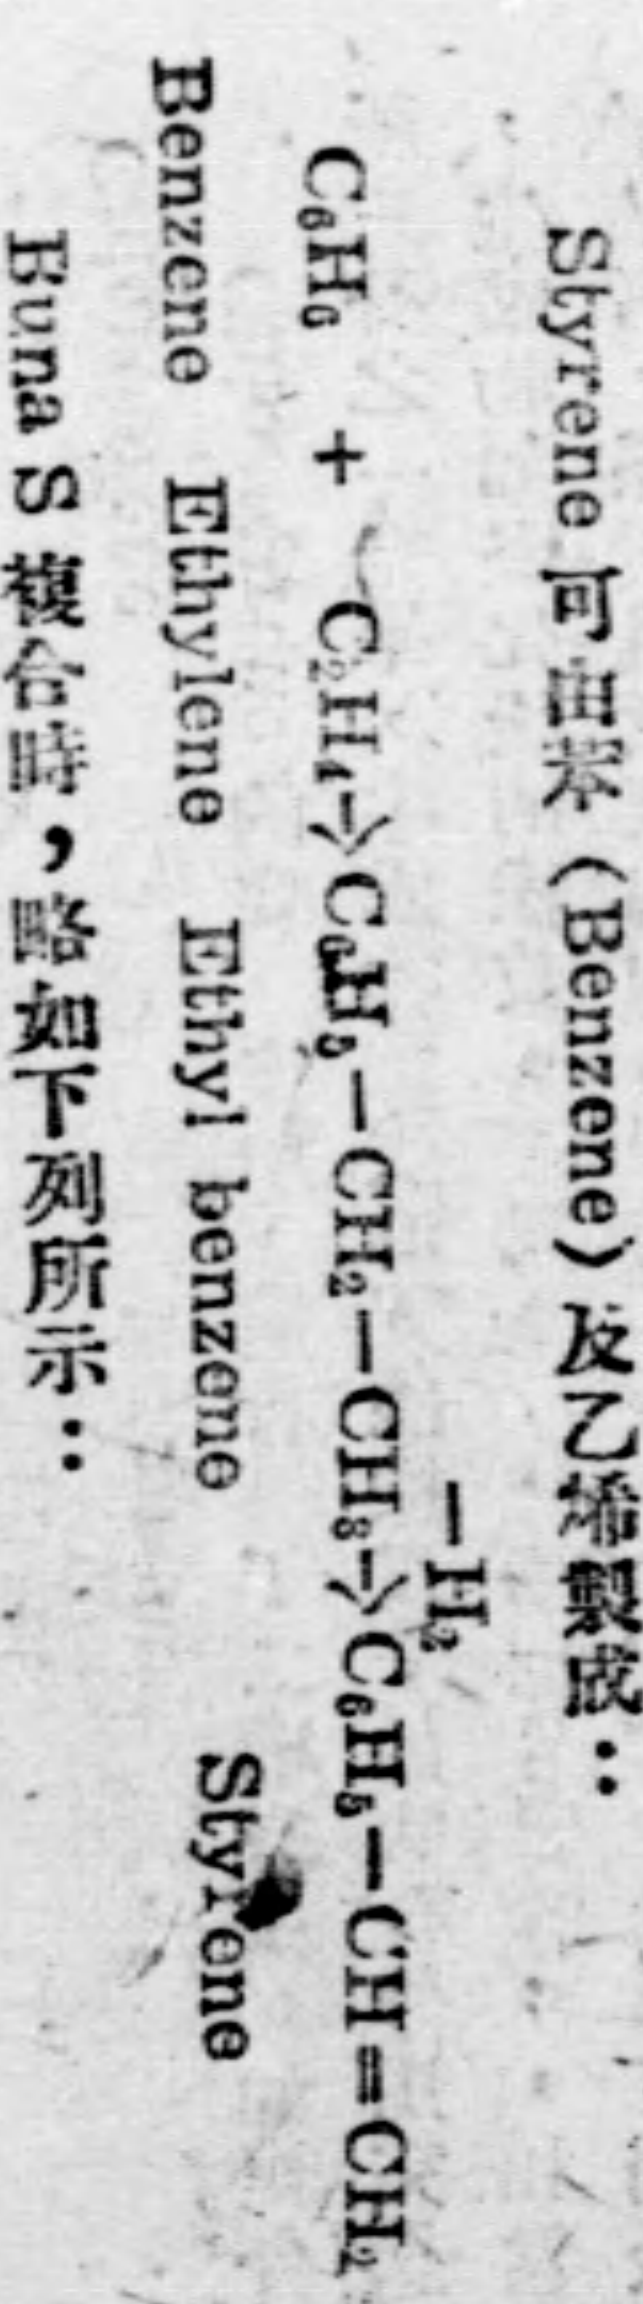 Styrene 可由苯 (Benzene) 及乙烯製成：
−H₂
C₆H₆ + C₂H₄→C₆H₅−CH₂−CH₃→C₆H₅−CH=CH₂
Benzene Ethylene Ethyl benzene Styrene
Buna S 複合時，略如下列所示：